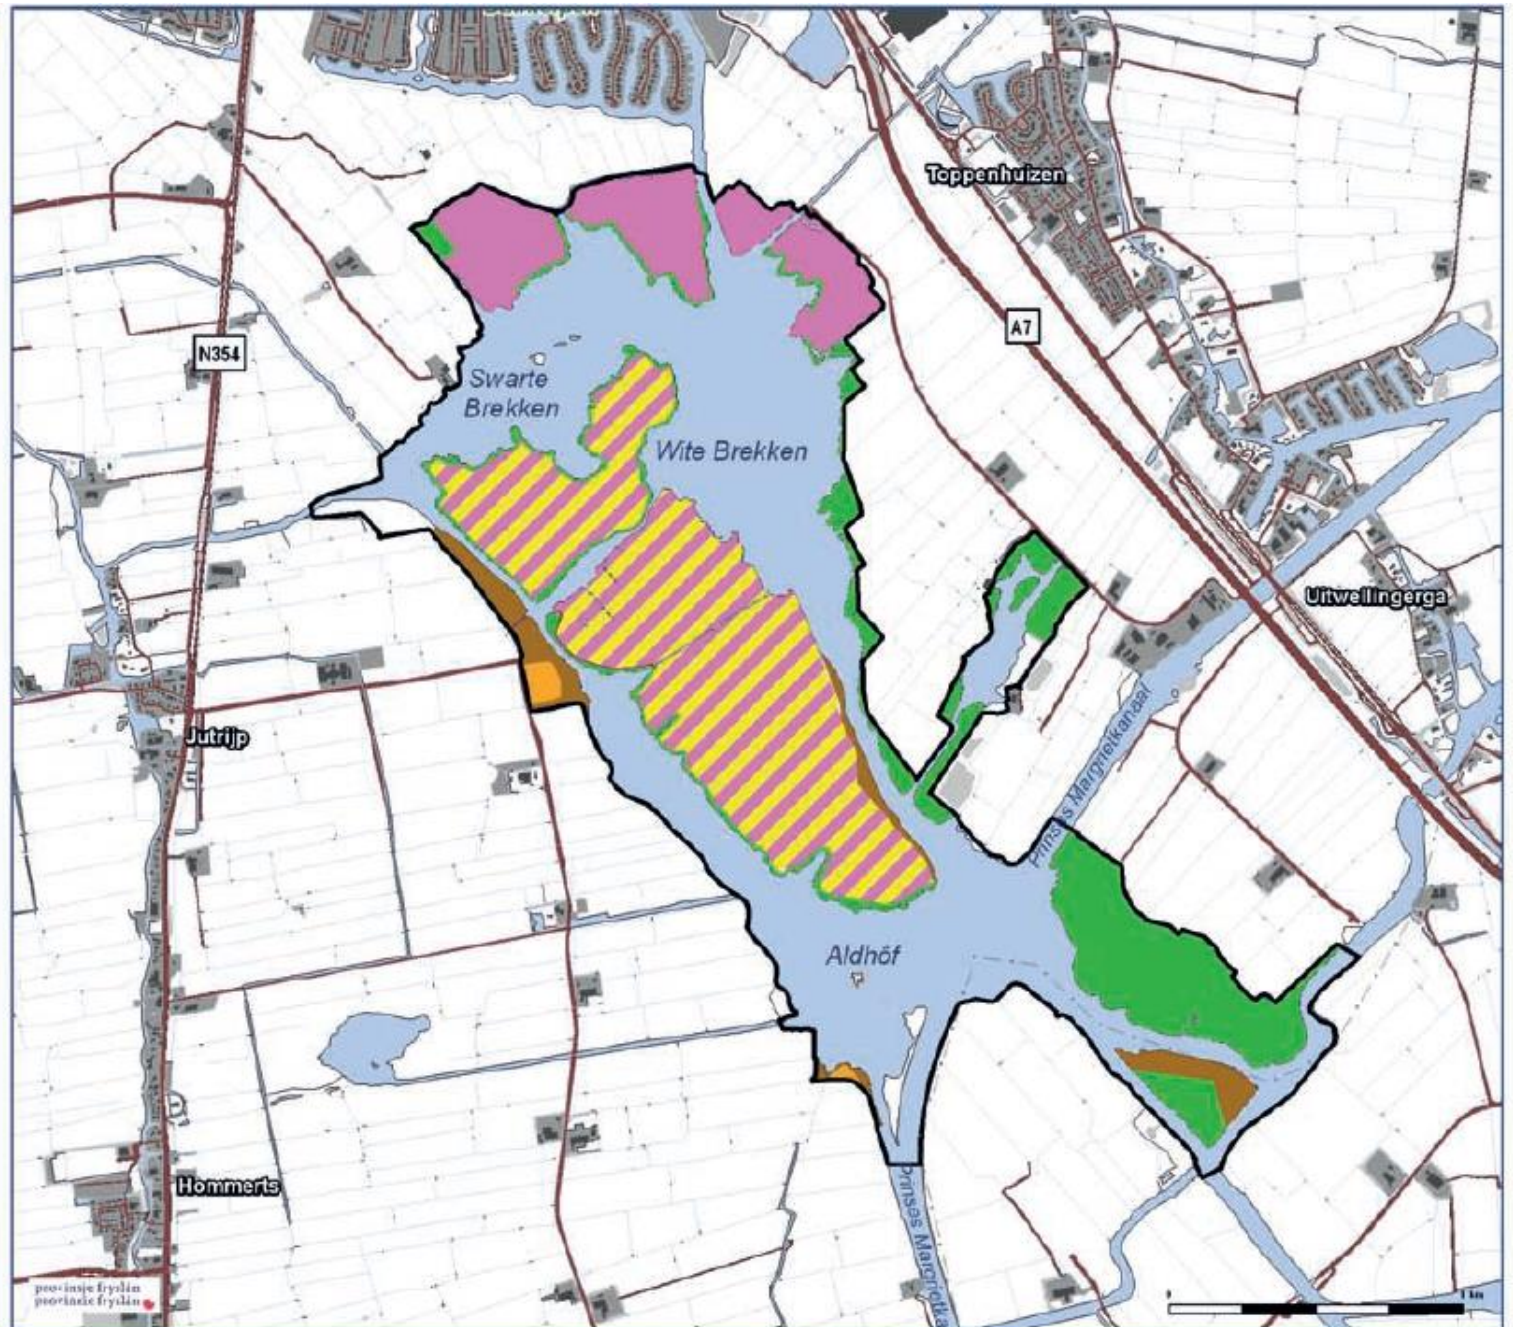 Toppenhuizen
A7
N354
Swarte
Brekken
Wite Brekken
Uitwellingerga
Prinses Margrietkanaal
Jutrijp
Aldhôf
Hommerts
Prinses Margrietka
provinsje fryslân
provincie fryslân
0 1 km